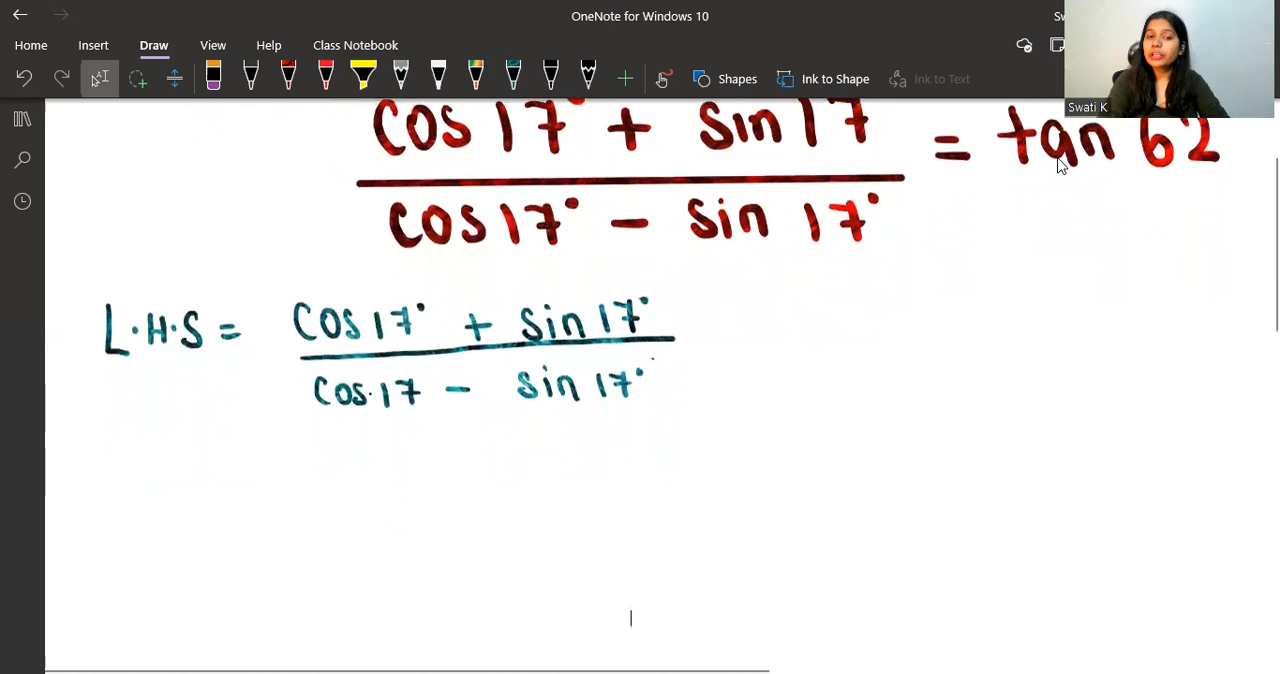 OneNote for Windows 10
Sw
Home Insert Draw View Help Class Notebook
Shapes Ink to Shape Ink to Text
Swati K
cos 17° + sin 17° = tan 62
cos 17° - sin 17°
L.H.S = cos 17° + sin 17°
cos.17 - sin 17°